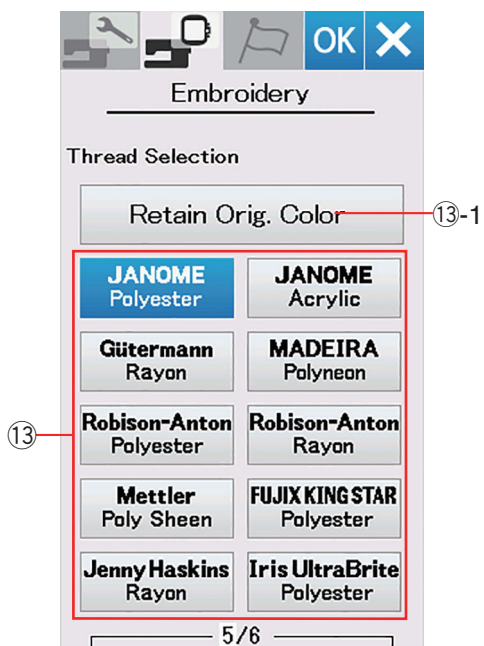 OK
Embroidery
Thread Selection
Retain Orig. Color
⑬-1
JANOME
Polyester
JANOME
Acrylic
Gütermann
Rayon
MADEIRA
Polyneon
⑬
Robison-Anton
Polyester
Robison-Anton
Rayon
Mettler
Poly Sheen
FUJIX KING STAR
Polyester
Jenny Haskins
Rayon
Iris UltraBrite
Polyester
5/6